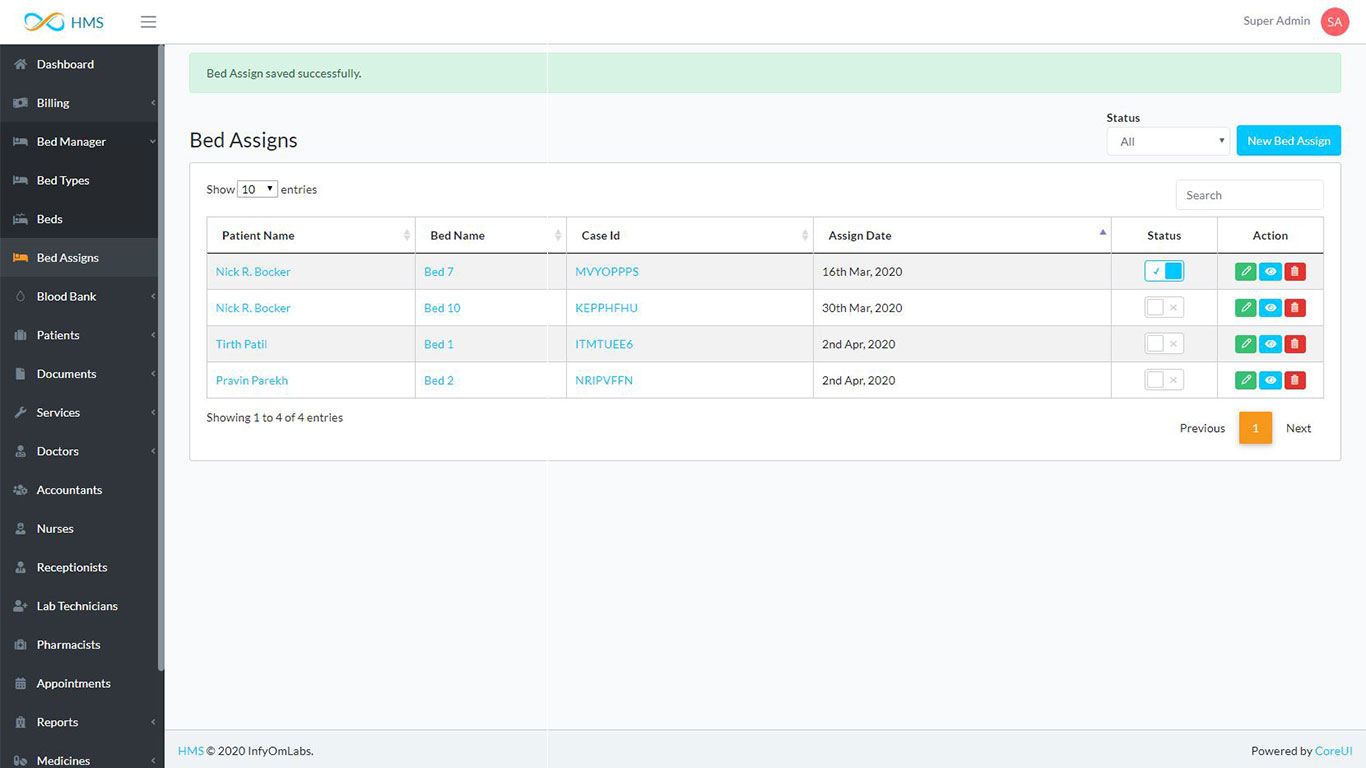 HMS
Super Admin SA
Dashboard
Billing
Bed Manager
Bed Types
Beds
Bed Assigns
Blood Bank
Patients
Documents
Services
Doctors
Accountants
Nurses
Receptionists
Lab Technicians
Pharmacists
Appointments
Reports
Medicines
Bed Assign saved successfully.
Bed Assigns
Status
All
New Bed Assign
Show 10 entries
Search
Patient Name Bed Name Case Id Assign Date Status Action
Nick R. Bocker Bed 7 MVYOPPPS 16th Mar, 2020
Nick R. Bocker Bed 10 KEPPHFHU 30th Mar, 2020
Tirth Patil Bed 1 ITMTUEE6 2nd Apr, 2020
Pravin Parekh Bed 2 NRIPVFFN 2nd Apr, 2020
Showing 1 to 4 of 4 entries
Previous 1 Next
HMS © 2020 InfyOmLabs.
Powered by CoreUI